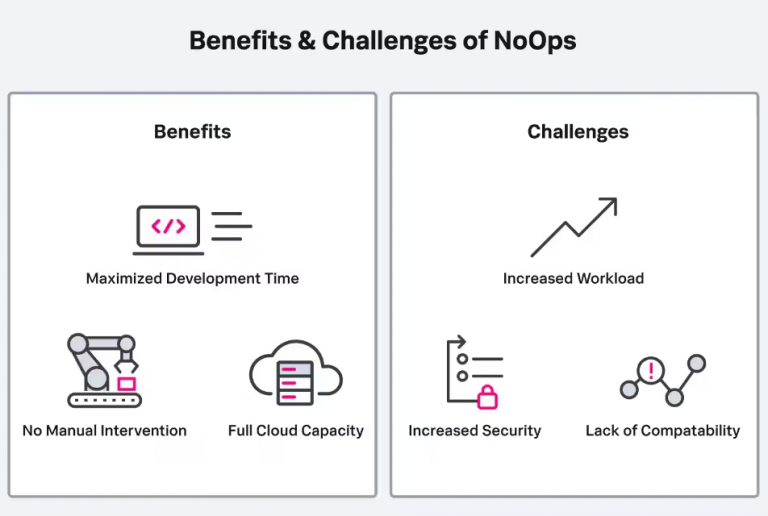 Benefits & Challenges of NoOps
Benefits
</>
Maximized Development Time
No Manual Intervention
Full Cloud Capacity
Challenges
Increased Workload
Increased Security
!
Lack of Compatability